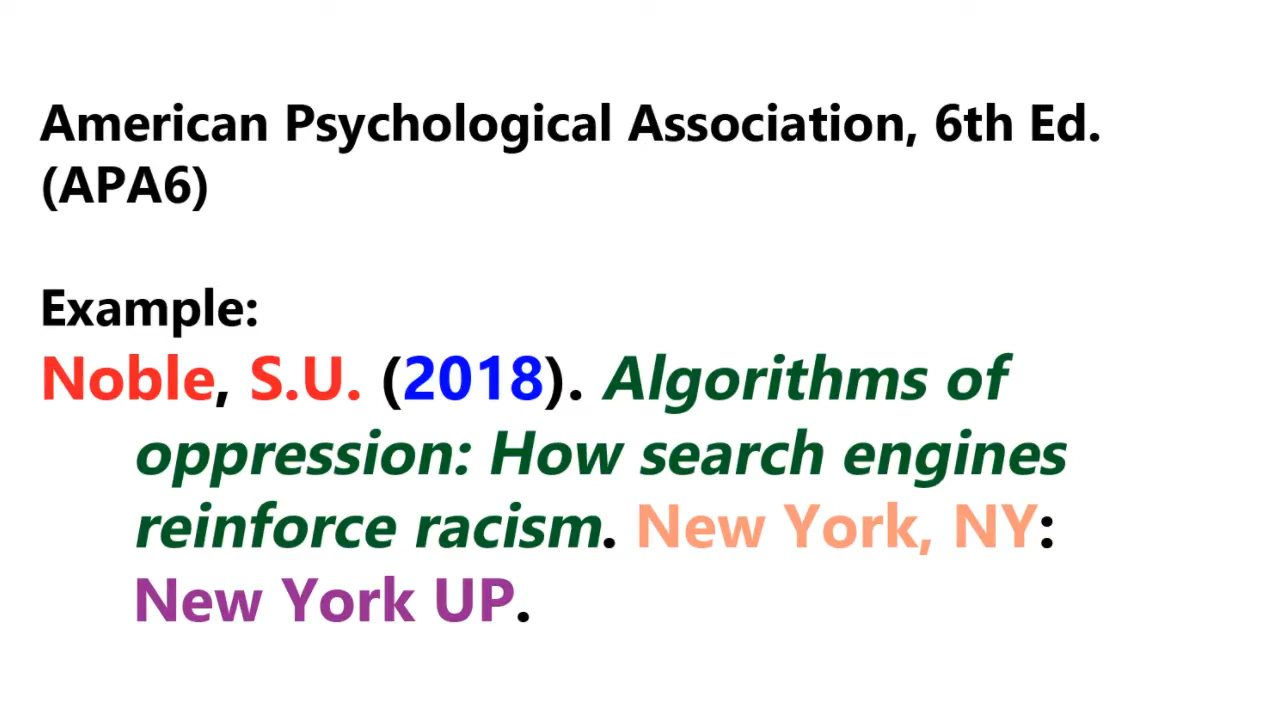 American Psychological Association, 6th Ed.
(APA6)
Example:
Noble, S.U. (2018). Algorithms of
oppression: How search engines
reinforce racism. New York, NY:
New York UP.